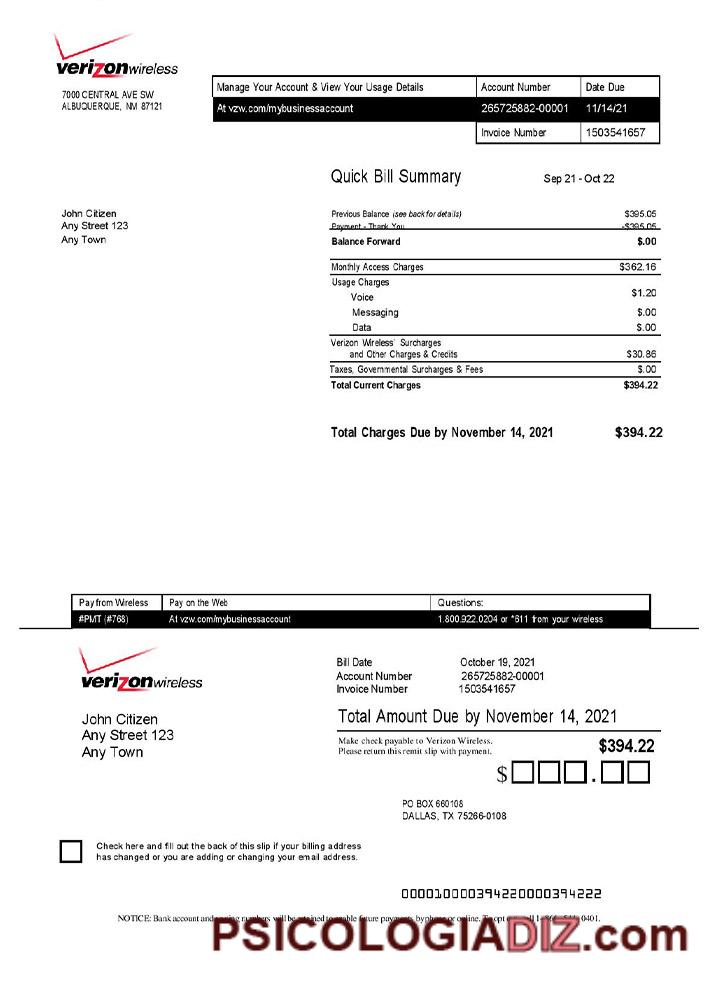 verizonwireless
7000 CENTRAL AVE SW
ALBUQUERQUE, NM 87121
Manage Your Account & View Your Usage Details Account Number Date Due
At vzw.com/mybusinessaccount 265725882-00001 11/14/21
Invoice Number 1503541657
Quick Bill Summary Sep 21 - Oct 22
John Citizen
Any Street 123
Any Town
Previous Balance (see back for details) $395.05
Payment - Thank You -$395.05
Balance Forward $.00
Monthly Access Charges $362.16
Usage Charges
Voice $1.20
Messaging $.00
Data $.00
Verizon Wireless' Surcharges
and Other Charges & Credits $30.86
Taxes, Governmental Surcharges & Fees $.00
Total Current Charges $394.22
Total Charges Due by November 14, 2021 $394.22
Pay from Wireless Pay on the Web Questions:
#PMT (#768) At vzw.com/mybusinessaccount 1.800.922.0204 or *611 from your wireless
verizonwireless
Bill Date October 19, 2021
Account Number 265725882-00001
Invoice Number 1503541657
John Citizen
Any Street 123
Any Town
Total Amount Due by November 14, 2021
Make check payable to Verizon Wireless.
Please return this remit slip with payment.
$394.22
$ .
PO BOX 660108
DALLAS, TX 75266-0108
Check here and fill out the back of this slip if your billing address
has changed or you are adding or changing your email address.
000010000394220000394222
NOTICE: Bank account and routing numbers will be retained to enable future payments by phone or online. To opt 0401.
PSICOLOGIADIZ.com